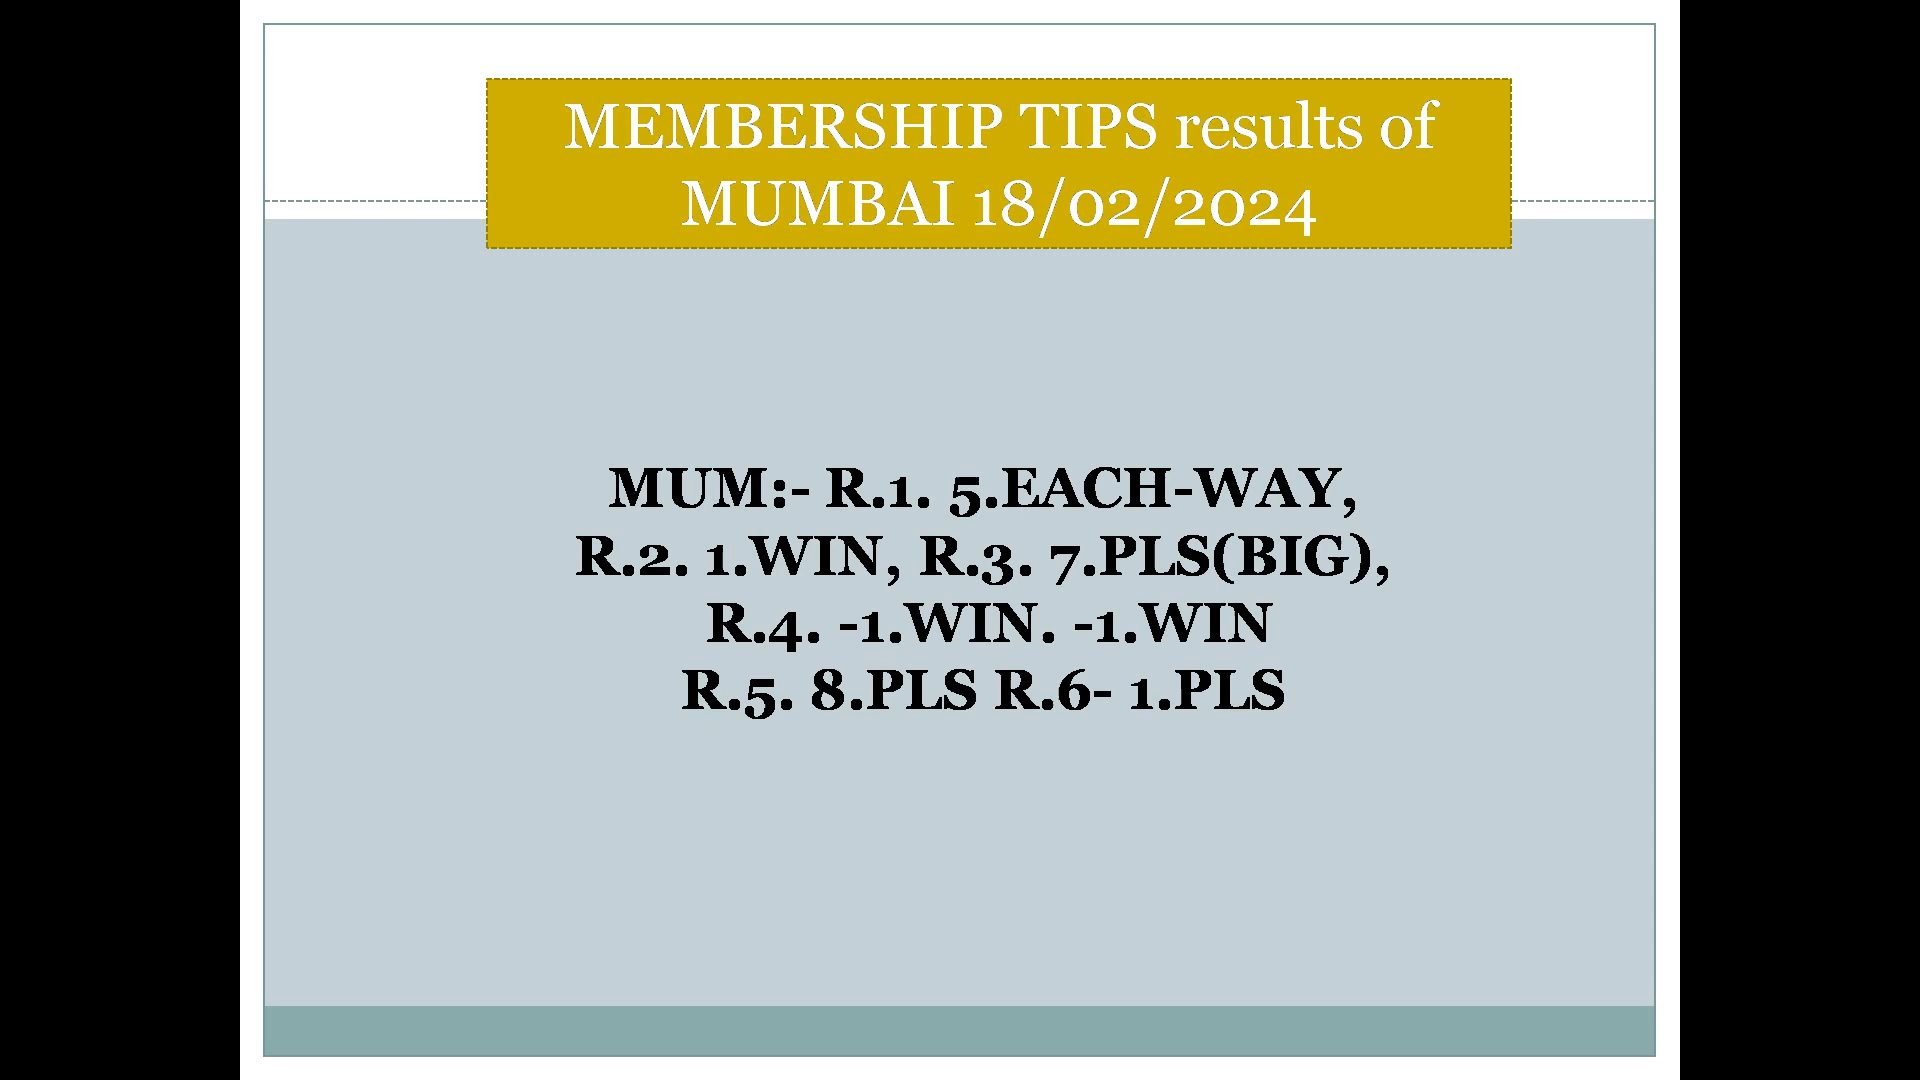 MEMBERSHIP TIPS results of
MUMBAI 18/02/2024
MUM:- R.1. 5.EACH-WAY,
R.2. 1.WIN, R.3. 7.PLS(BIG),
R.4. -1.WIN. -1.WIN
R.5. 8.PLS R.6- 1.PLS